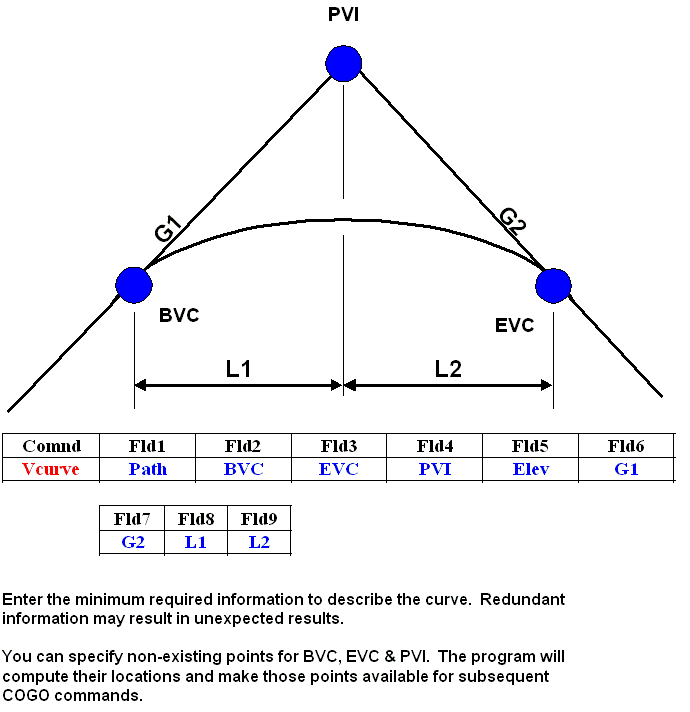 PVI
G1
G2
BVC
EVC
L1
L2
Comnd Fld1 Fld2 Fld3 Fld4 Fld5 Fld6
Vcurve Path BVC EVC PVI Elev G1
Fld7 Fld8 Fld9
G2 L1 L2
Enter the minimum required information to describe the curve.  Redundant
information may result in unexpected results.
You can specify non-existing points for BVC, EVC & PVI.  The program will
compute their locations and make those points available for subsequent
COGO commands.